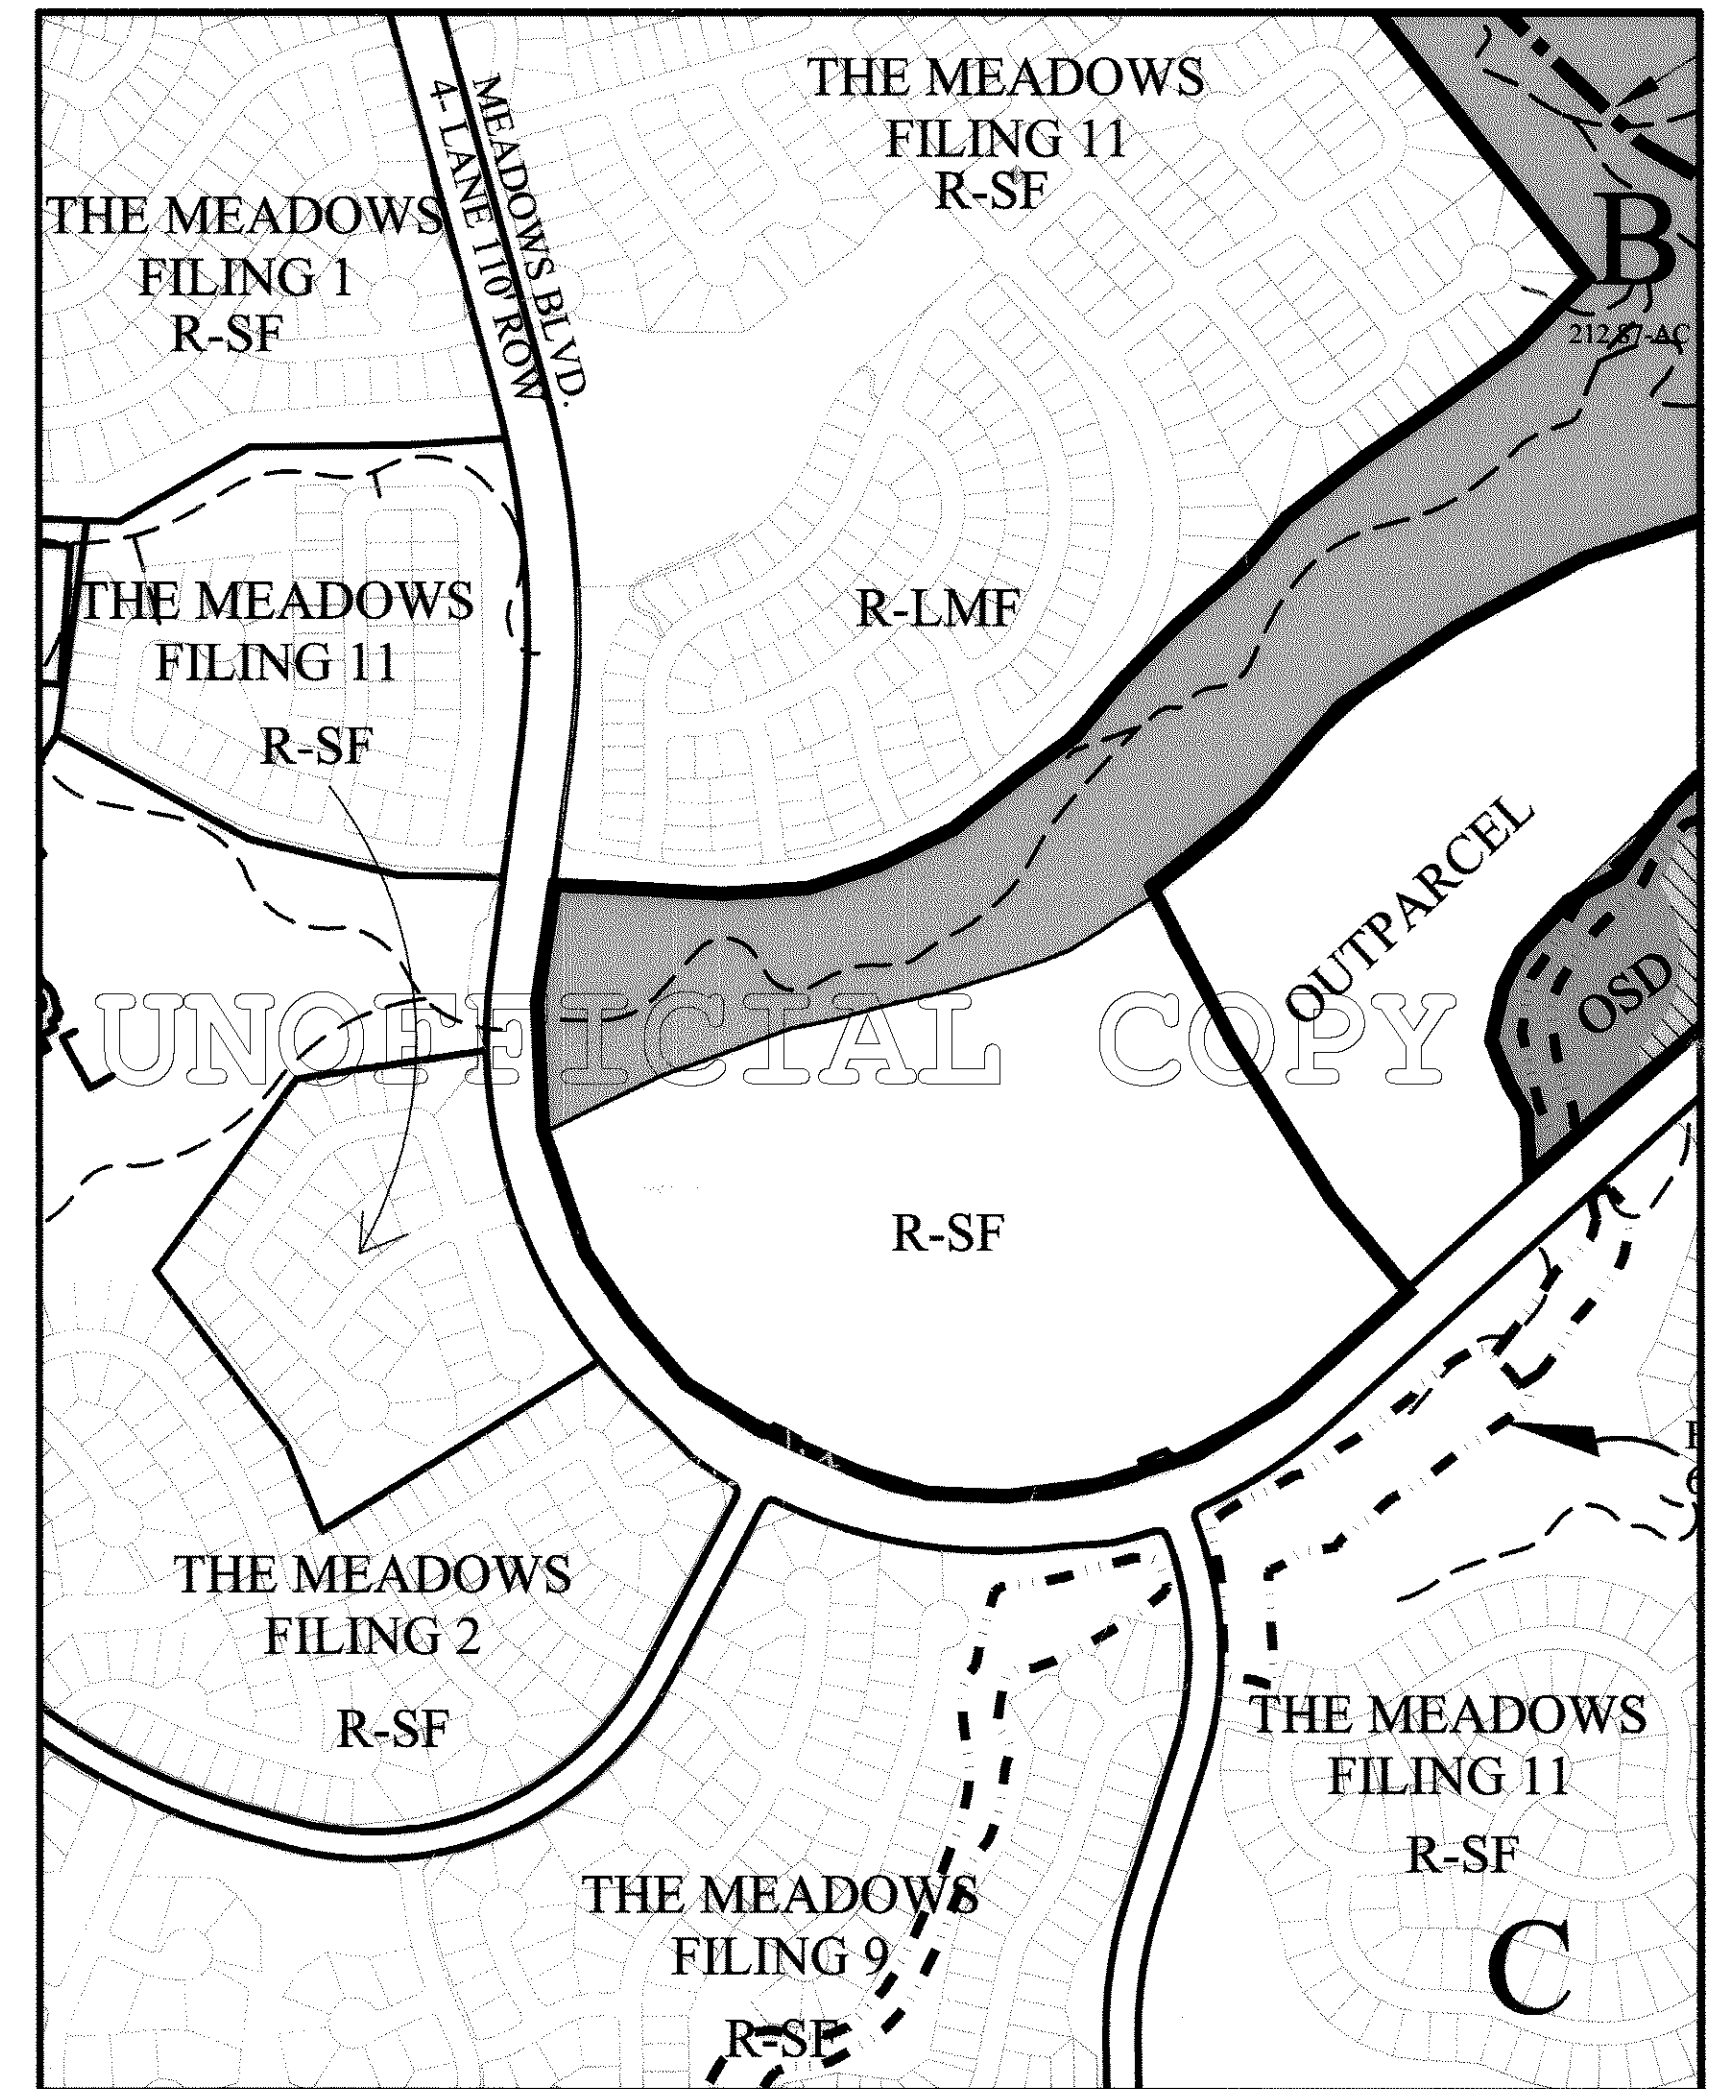 THE MEADOWS
FILING 11
R-SF
MEADOWS BLVD.
4- LANE 110' ROW
THE MEADOWS
FILING 1
R-SF
B
212.87-AC
THE MEADOWS
FILING 11
R-SF
R-LMF
OUTPARCEL
OSD
UNOFFICIAL COPY
R-SF
THE MEADOWS
FILING 2
R-SF
THE MEADOWS
FILING 11
R-SF
C
THE MEADOWS
FILING 9
R-SF